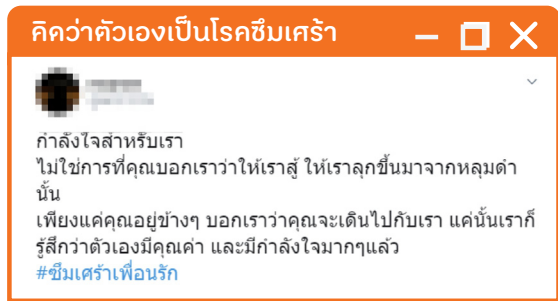 คิดว่าตัวเองเป็นโรคซึมเศร้า
กำลังใจสำหรับเรา
ไม่ใช่การที่คุณบอกเราว่าให้เราสู้ ให้เราลุกขึ้นมาจากหลุมดำ
นั้น
เพียงแค่คุณอยู่ข้างๆ บอกเราว่าคุณจะเดินไปกับเรา แค่นั้นเราก็
รู้สึกว่าตัวเองมีคุณค่า และมีกำลังใจมากๆแล้ว
#ซึมเศร้าเพื่อนรัก